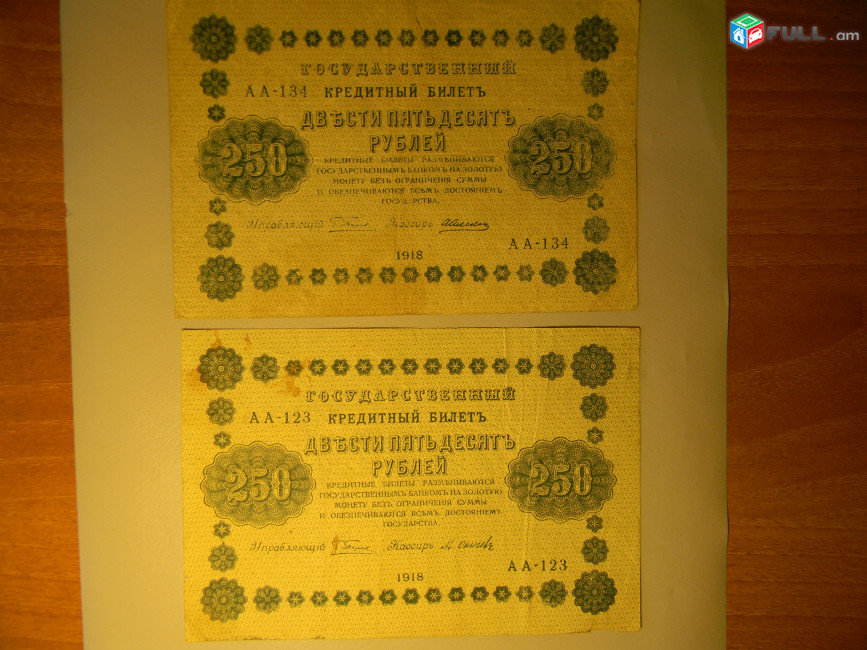 FULL.am
ГОСУДАРСТВЕННЫЙ
АА-134 КРЕДИТНЫЙ БИЛЕТЪ
ДВѢСТИ ПЯТЬДЕСЯТЪ
РУБЛЕЙ
250 250
КРЕДИТНЫЕ БИЛЕТЫ РАЗМѢНИВАЮТСЯ
ГОСУДАРСТВЕННЫМЪ БАНКОМЪ НА ЗОЛОТУЮ
МОНЕТУ БЕЗЪ ОГРАНИЧЕНІЯ СУММЫ
И ОБЕЗПЕЧИВАЮТСЯ ВСѢМЪ ДОСТОЯНІЕМЪ
ГОСУДАРСТВА.
Управляющій Кассиръ
АА-134
1918
ГОСУДАРСТВЕННЫЙ
АА-123 КРЕДИТНЫЙ БИЛЕТЪ
ДВѢСТИ ПЯТЬДЕСЯТЪ
РУБЛЕЙ
250 250
КРЕДИТНЫЕ БИЛЕТЫ РАЗМѢНИВАЮТСЯ
ГОСУДАРСТВЕННЫМЪ БАНКОМЪ НА ЗОЛОТУЮ
МОНЕТУ БЕЗЪ ОГРАНИЧЕНІЯ СУММЫ
И ОБЕЗПЕЧИВАЮТСЯ ВСѢМЪ ДОСТОЯНІЕМЪ
ГОСУДАРСТВА.
Управляющій Кассиръ
АА-123
1918